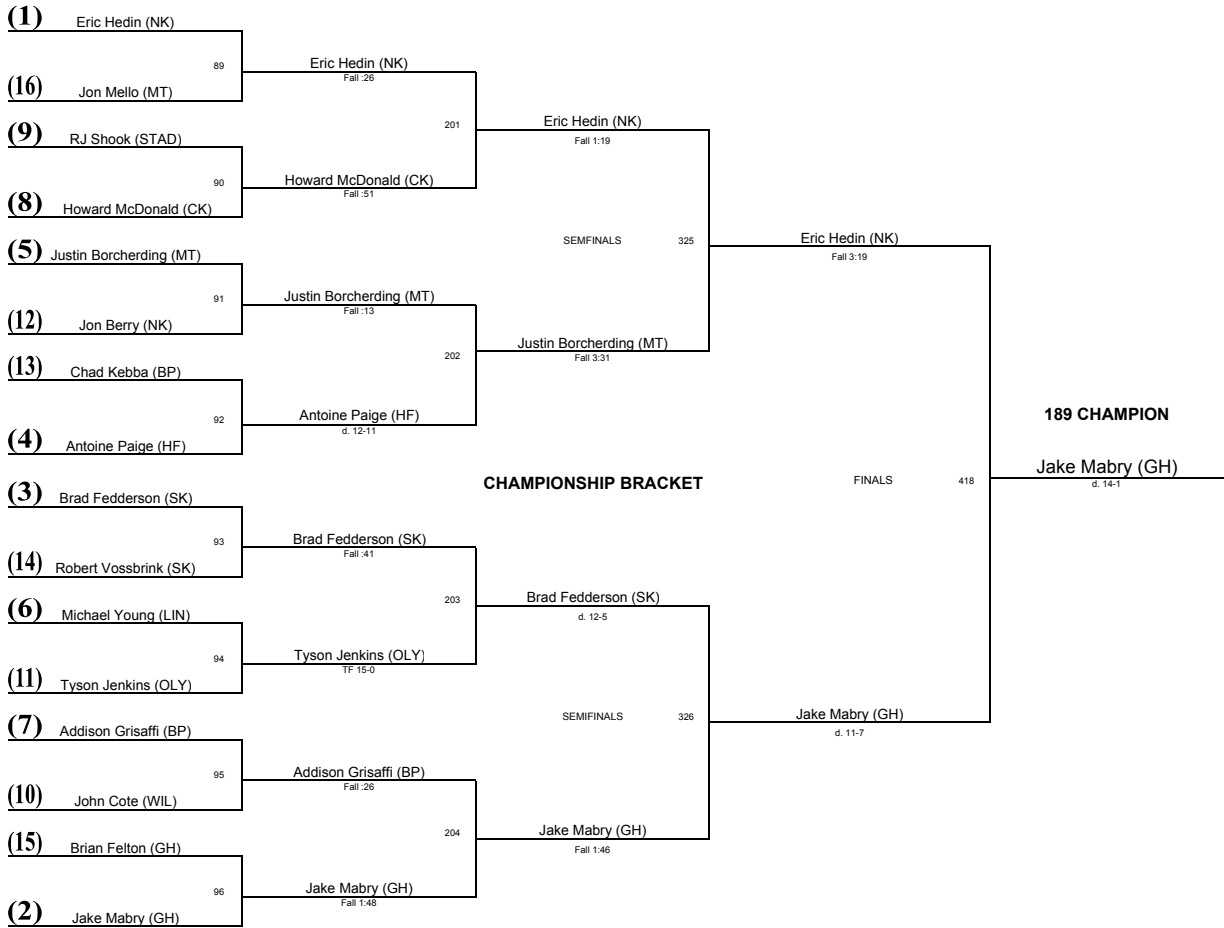 (1) Eric Hedin (NK)
89
Eric Hedin (NK)
Fall :26
(16) Jon Mello (MT)
201
Eric Hedin (NK)
Fall 1:19
(9) RJ Shook (STAD)
90
Howard McDonald (CK)
Fall :51
(8) Howard McDonald (CK)
SEMFINALS 325
Eric Hedin (NK)
Fall 3:19
(5) Justin Borcherding (MT)
91
Justin Borcherding (MT)
Fall :13
(12) Jon Berry (NK)
202
Justin Borcherding (MT)
Fall 3:31
(13) Chad Kebba (BP)
92
Antoine Paige (HF)
d. 12-11
(4) Antoine Paige (HF)
189 CHAMPION
Jake Mabry (GH)
d. 14-1
CHAMPIONSHIP BRACKET
FINALS 418
(3) Brad Fedderson (SK)
93
Brad Fedderson (SK)
Fall :41
(14) Robert Vossbrink (SK)
203
Brad Fedderson (SK)
d. 12-5
(6) Michael Young (LIN)
94
Tyson Jenkins (OLY)
TF 15-0
(11) Tyson Jenkins (OLY)
SEMIFINALS 326
Jake Mabry (GH)
d. 11-7
(7) Addison Grisaffi (BP)
95
Addison Grisaffi (BP)
Fall :26
(10) John Cote (WIL)
204
Jake Mabry (GH)
Fall 1:46
(15) Brian Felton (GH)
96
Jake Mabry (GH)
Fall 1:48
(2) Jake Mabry (GH)